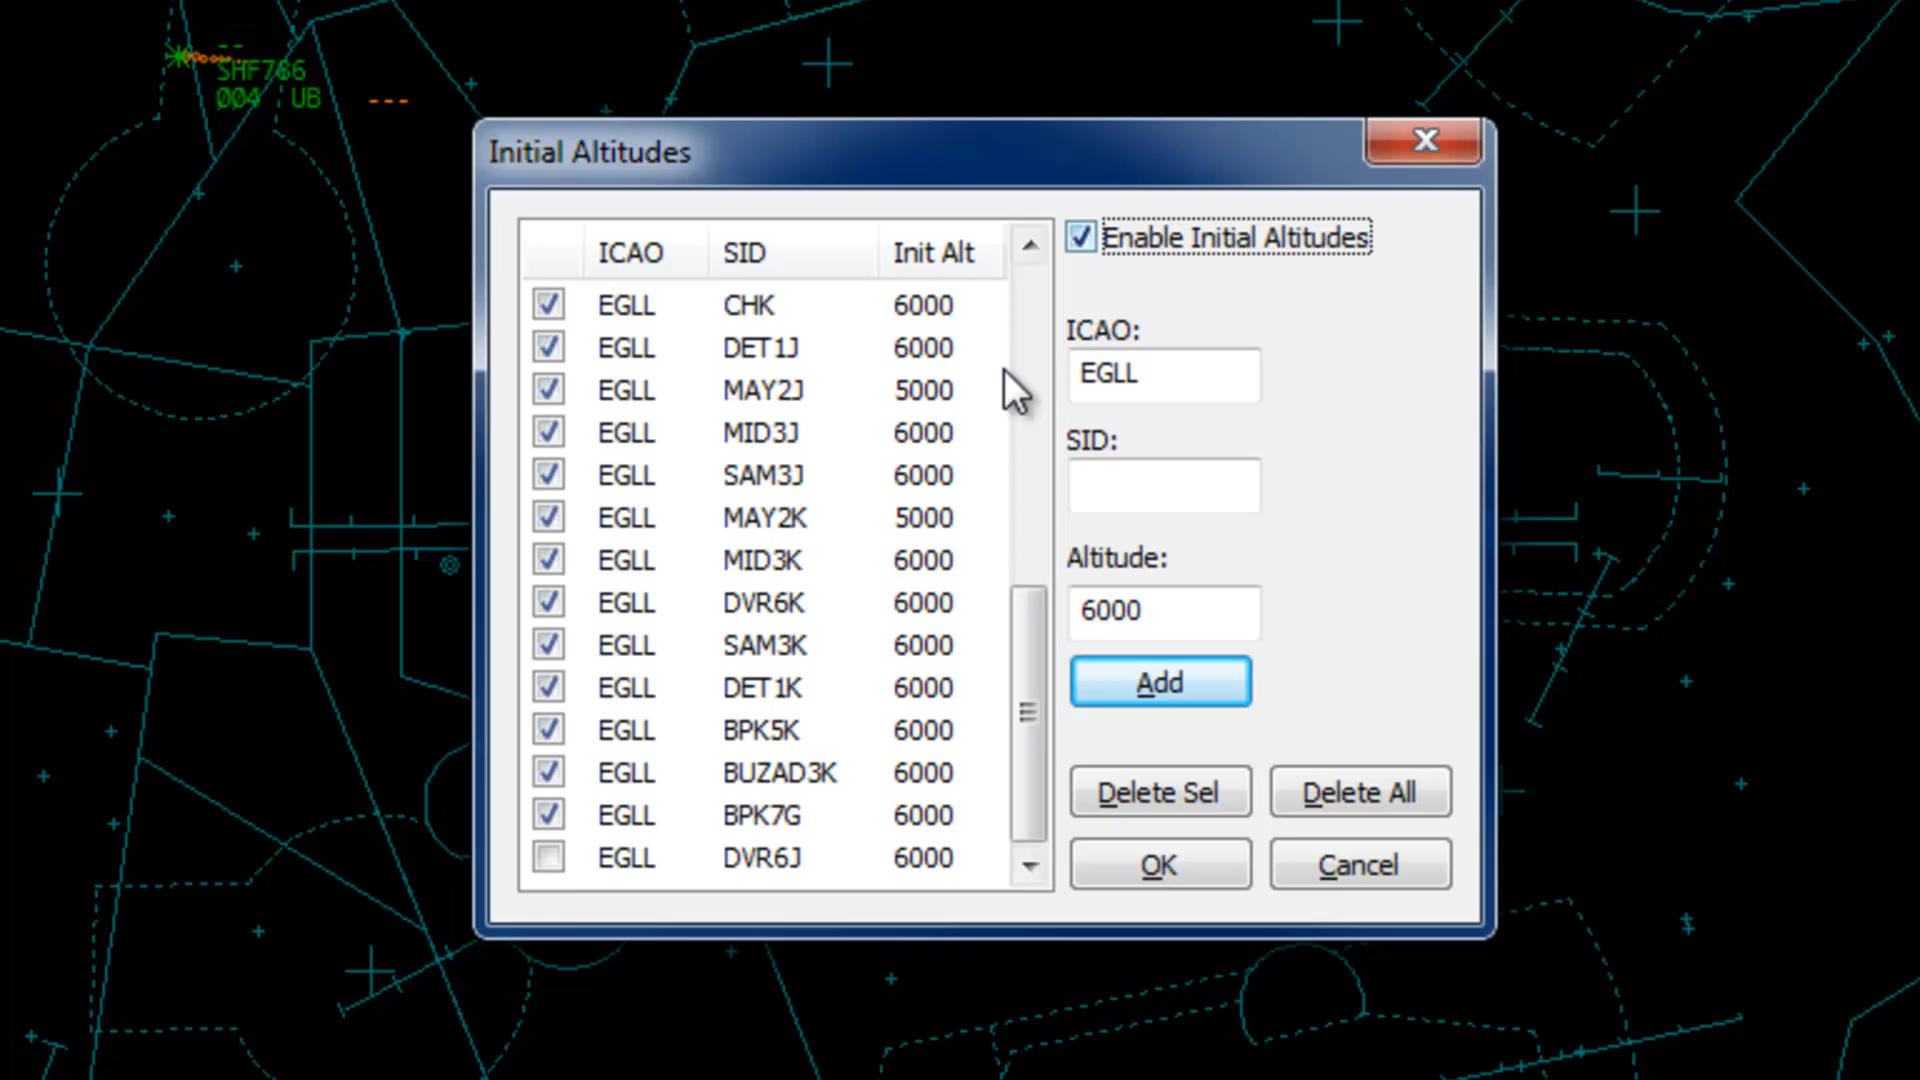 --
SHF786
004 UB ---
Initial Altitudes
ICAO SID Init Alt
EGLL CHK 6000
EGLL DET1J 6000
EGLL MAY2J 5000
EGLL MID3J 6000
EGLL SAM3J 6000
EGLL MAY2K 5000
EGLL MID3K 6000
EGLL DVR6K 6000
EGLL SAM3K 6000
EGLL DET1K 6000
EGLL BPK5K 6000
EGLL BUZAD3K 6000
EGLL BPK7G 6000
EGLL DVR6J 6000
Enable Initial Altitudes
ICAO:
EGLL
SID:
Altitude:
6000
Add
Delete Sel Delete All
OK Cancel